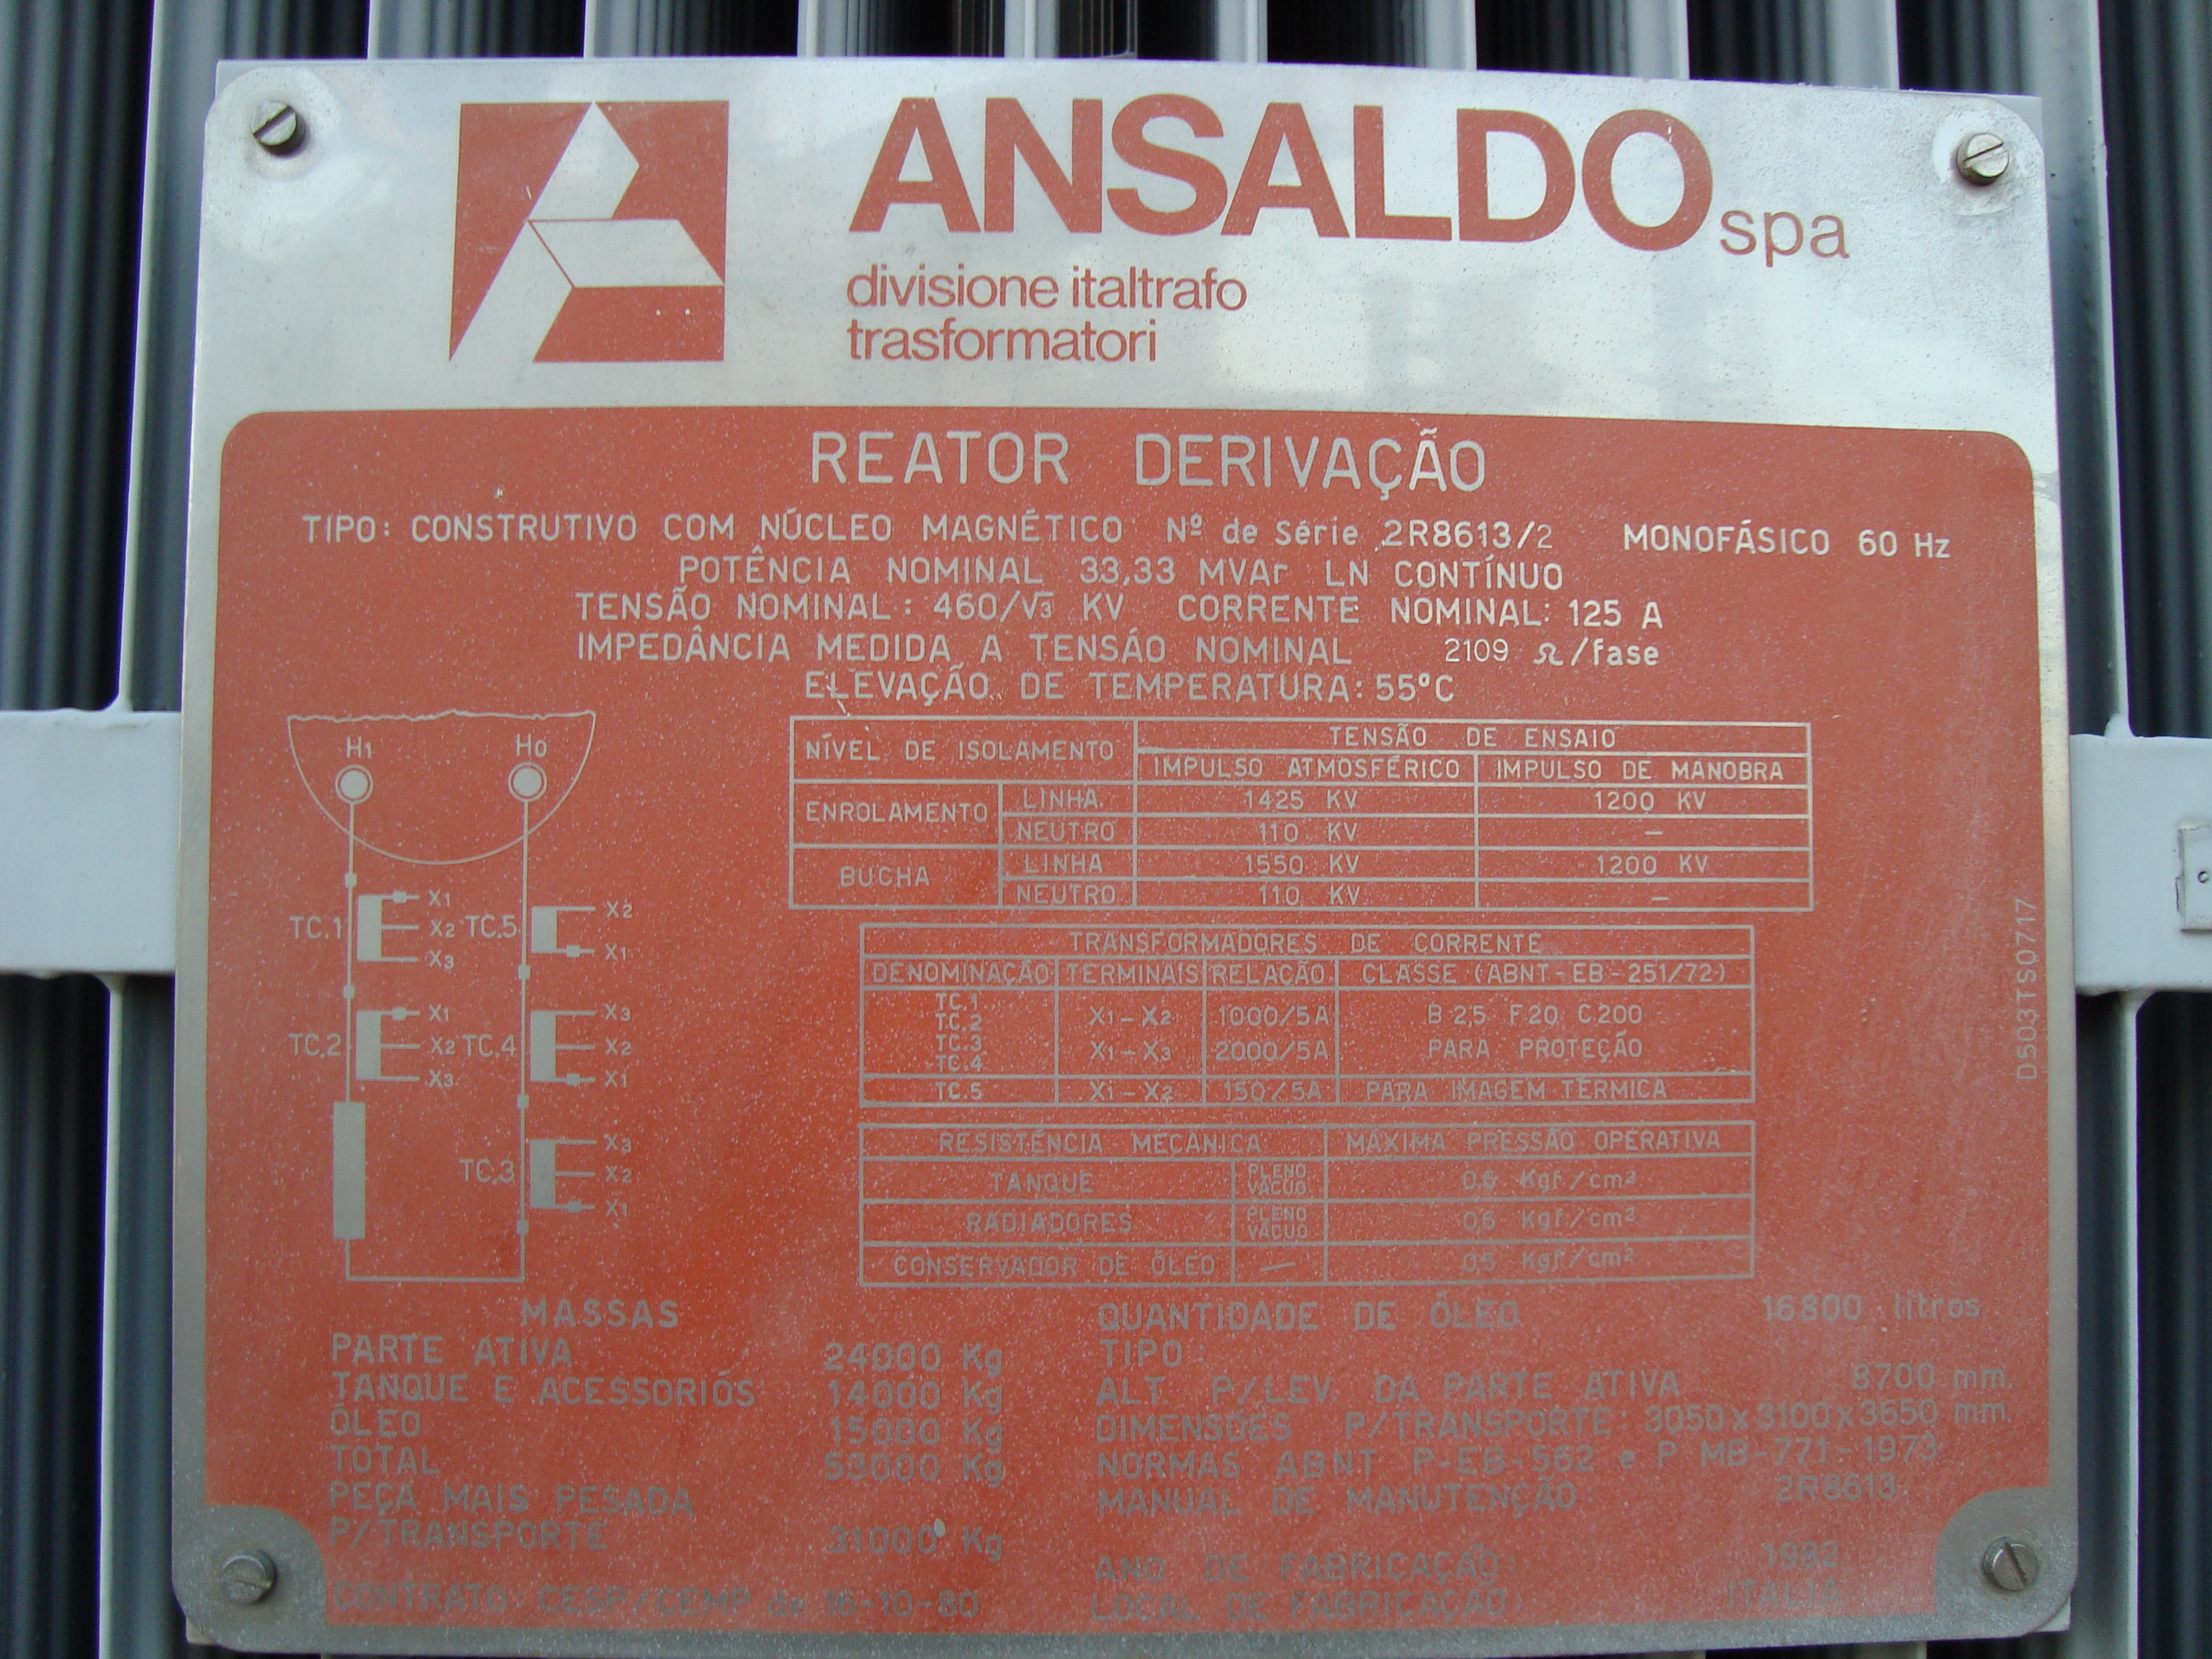 ANSALDO spa
divisione italtrafo
trasformatori
REATOR DERIVAÇÃO
TIPO: CONSTRUTIVO COM NÚCLEO MAGNÉTICO Nº de Série 2R8613/2 MONOFÁSICO 60 Hz
POTÊNCIA NOMINAL 33,33 MVAr LN CONTÍNUO
TENSÃO NOMINAL: 460/√3 KV CORRENTE NOMINAL: 125 A
IMPEDÂNCIA MEDIDA A TENSÃO NOMINAL 2109 Ω/fase
ELEVAÇÃO DE TEMPERATURA: 55°C
H1 H0
TC.1 X1 X2 X3
TC.5 X2 X1
TC.2 X1 X2 X3
TC.4 X3 X2 X1
TC.3 X3 X2 X1
NÍVEL DE ISOLAMENTO TENSÃO DE ENSAIO
IMPULSO ATMOSFÉRICO IMPULSO DE MANOBRA
ENROLAMENTO LINHA 1425 KV 1200 KV
NEUTRO 110 KV —
BUCHA LINHA 1550 KV 1200 KV
NEUTRO 110 KV —
TRANSFORMADORES DE CORRENTE
DENOMINAÇÃO TERMINAIS RELAÇÃO CLASSE (ABNT-EB-251/72)
TC.1
TC.2 X1-X2 1000/5A B 2,5 F20 C200
TC.3 X1-X3 2000/5A PARA PROTEÇÃO
TC.4
TC.5 X1-X2 150/5A PARA IMAGEM TÉRMICA
RESISTÊNCIA MECÂNICA MÁXIMA PRESSÃO OPERATIVA
TANQUE PLENO VÁCUO Kgf/cm²
RADIADORES PLENO VÁCUO Kgf/cm²
CONSERVADOR DE ÓLEO — Kgf/cm²
D503TS0717
MASSAS
PARTE ATIVA 24000 Kg
TANQUE E ACESSORIÓS 14000 Kg
ÓLEO 15000 Kg
TOTAL 53000 Kg
PEÇA MAIS PESADA
P/TRANSPORTE 31000 Kg
CONTRATO: CESP/CEMP de 16-10-80
QUANTIDADE DE ÓLEO 16800 litros
TIPO:
ALT. P/LEV. DA PARTE ATIVA 8700 mm.
DIMENSÕES P/TRANSPORTE: 3050x3100x3650 mm.
NORMAS ABNT P-EB-562 e P MB-771-1973
MANUAL DE MANUTENÇÃO: 2R8613
ANO DE FABRICAÇÃO: 1982
LOCAL DE FABRICAÇÃO: ITALIA